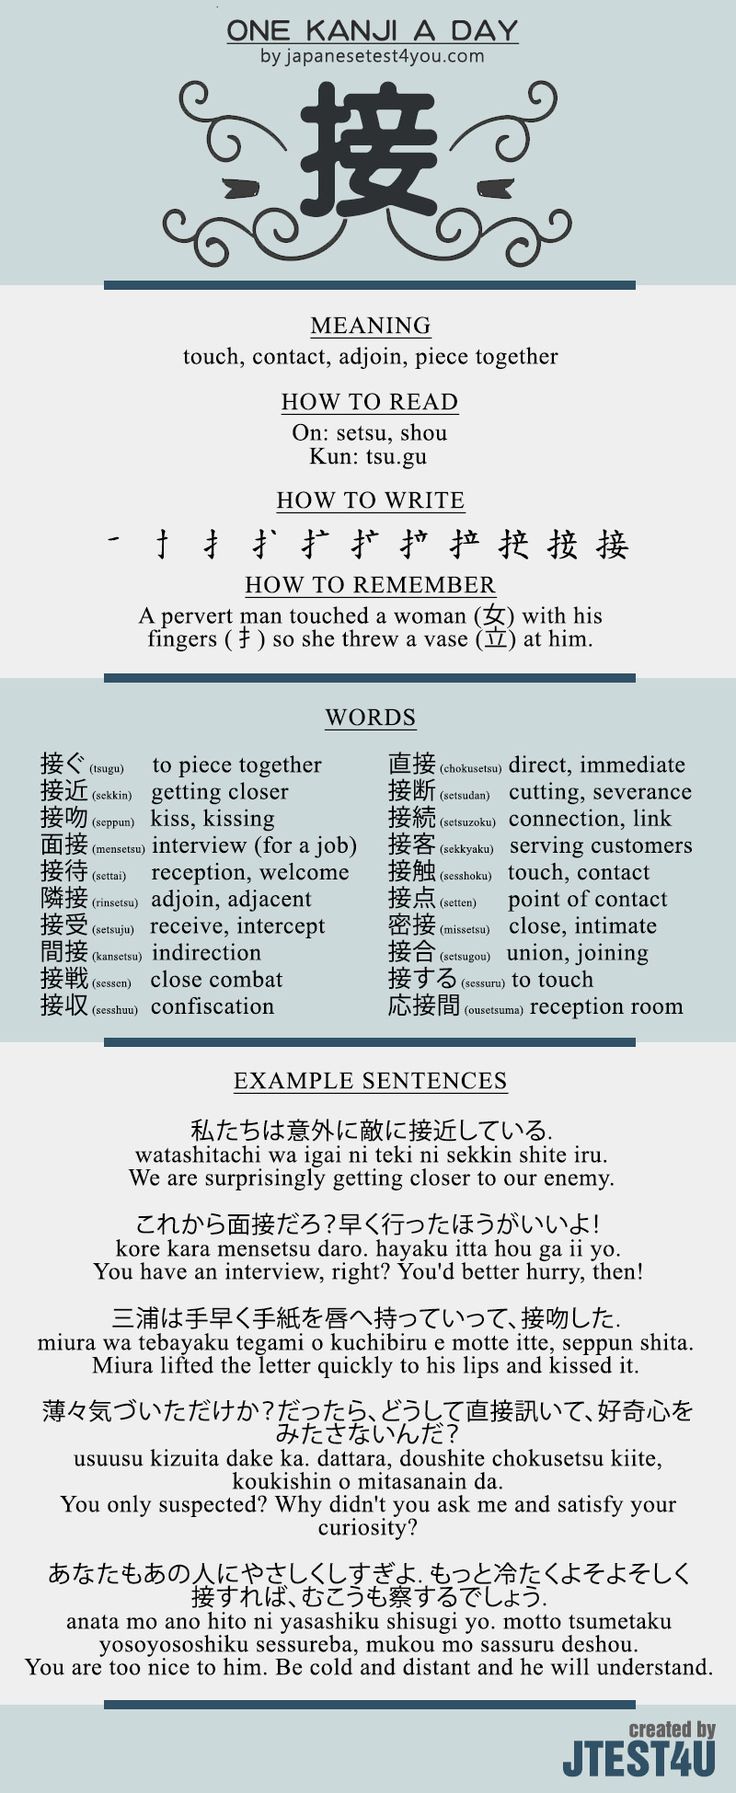 ONE KANJI A DAY
by japanesetest4you.com
接
MEANING
touch, contact, adjoin, piece together
HOW TO READ
On: setsu, shou
Kun: tsu.gu
HOW TO WRITE
接
HOW TO REMEMBER
A pervert man touched a woman (女) with his
fingers (扌) so she threw a vase (立) at him.
WORDS
接ぐ (tsugu) to piece together
接近 (sekkin) getting closer
接吻 (seppun) kiss, kissing
面接 (mensetsu) interview (for a job)
接待 (settai) reception, welcome
隣接 (rinsetsu) adjoin, adjacent
接受 (setsuju) receive, intercept
間接 (kansetsu) indirection
接戦 (sessen) close combat
接収 (sesshuu) confiscation
直接 (chokusetsu) direct, immediate
接断 (setsudan) cutting, severance
接続 (setsuzoku) connection, link
接客 (sekkyaku) serving customers
接触 (sesshoku) touch, contact
接点 (setten) point of contact
密接 (missetsu) close, intimate
接合 (setsugou) union, joining
接する (sessuru) to touch
応接間 (ousetsuma) reception room
EXAMPLE SENTENCES
私たちは意外に敵に接近している.
watashitachi wa igai ni teki ni sekkin shite iru.
We are surprisingly getting closer to our enemy.
これから面接だろ?早く行ったほうがいいよ!
kore kara mensetsu daro. hayaku itta hou ga ii yo.
You have an interview, right? You'd better hurry, then!
三浦は手早く手紙を唇へ持っていって、接吻した.
miura wa tebayaku tegami o kuchibiru e motte itte, seppun shita.
Miura lifted the letter quickly to his lips and kissed it.
薄々気づいただけか?だったら、どうして直接訊いて、好奇心を
みたさないんだ?
usuusu kizuita dake ka. dattara, doushite chokusetsu kiite,
koukishin o mitasanain da.
You only suspected? Why didn't you ask me and satisfy your
curiosity?
あなたもあの人にやさしくしすぎよ. もっと冷たくよそよそしく
接すれば、むこうも察するでしょう.
anata mo ano hito ni yasashiku shisugi yo. motto tsumetaku
yosoyososhiku sessureba, mukou mo sassuru deshou.
You are too nice to him. Be cold and distant and he will understand.
created by
JTEST4U